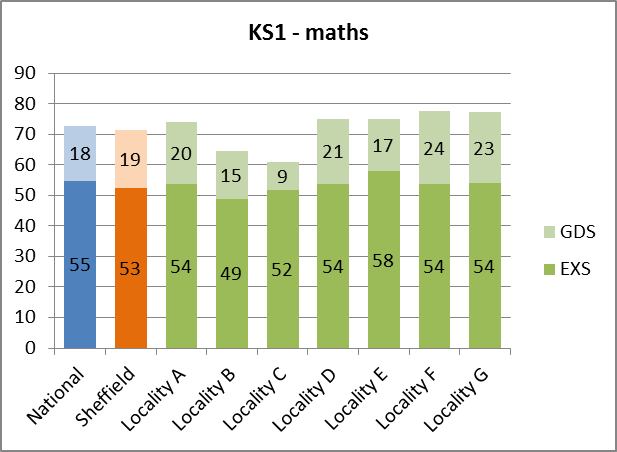 KS1 - maths
90
80
70
60
50
40
30
20
10
0
18 19 20 15 9 21 17 24 23
55 53 54 49 52 54 58 54 54
National Sheffield Locality A Locality B Locality C Locality D Locality E Locality F Locality G
GDS
EXS